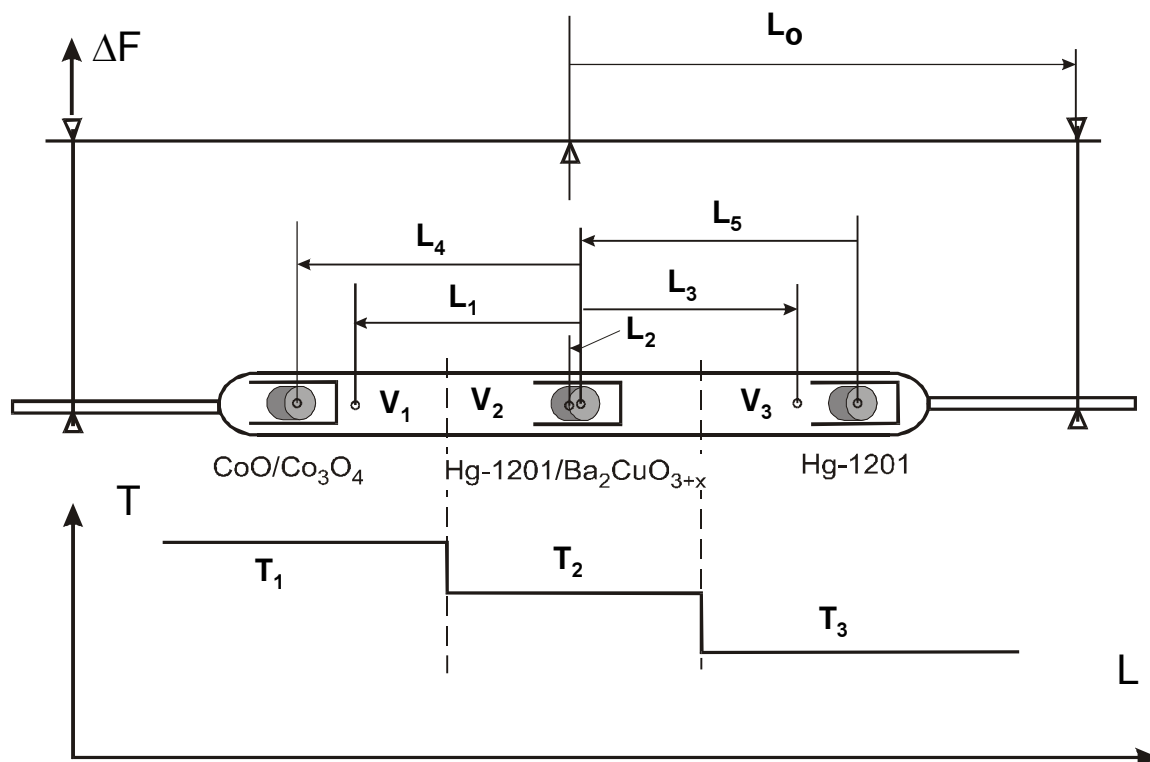 L₀
ΔF
L₅
L₄
L₃
L₁
L₂
V₁
V₂
V₃
CoO/Co₃O₄
Hg-1201/Ba₂CuO₃₊ₓ
Hg-1201
T
T₁
T₂
T₃
L